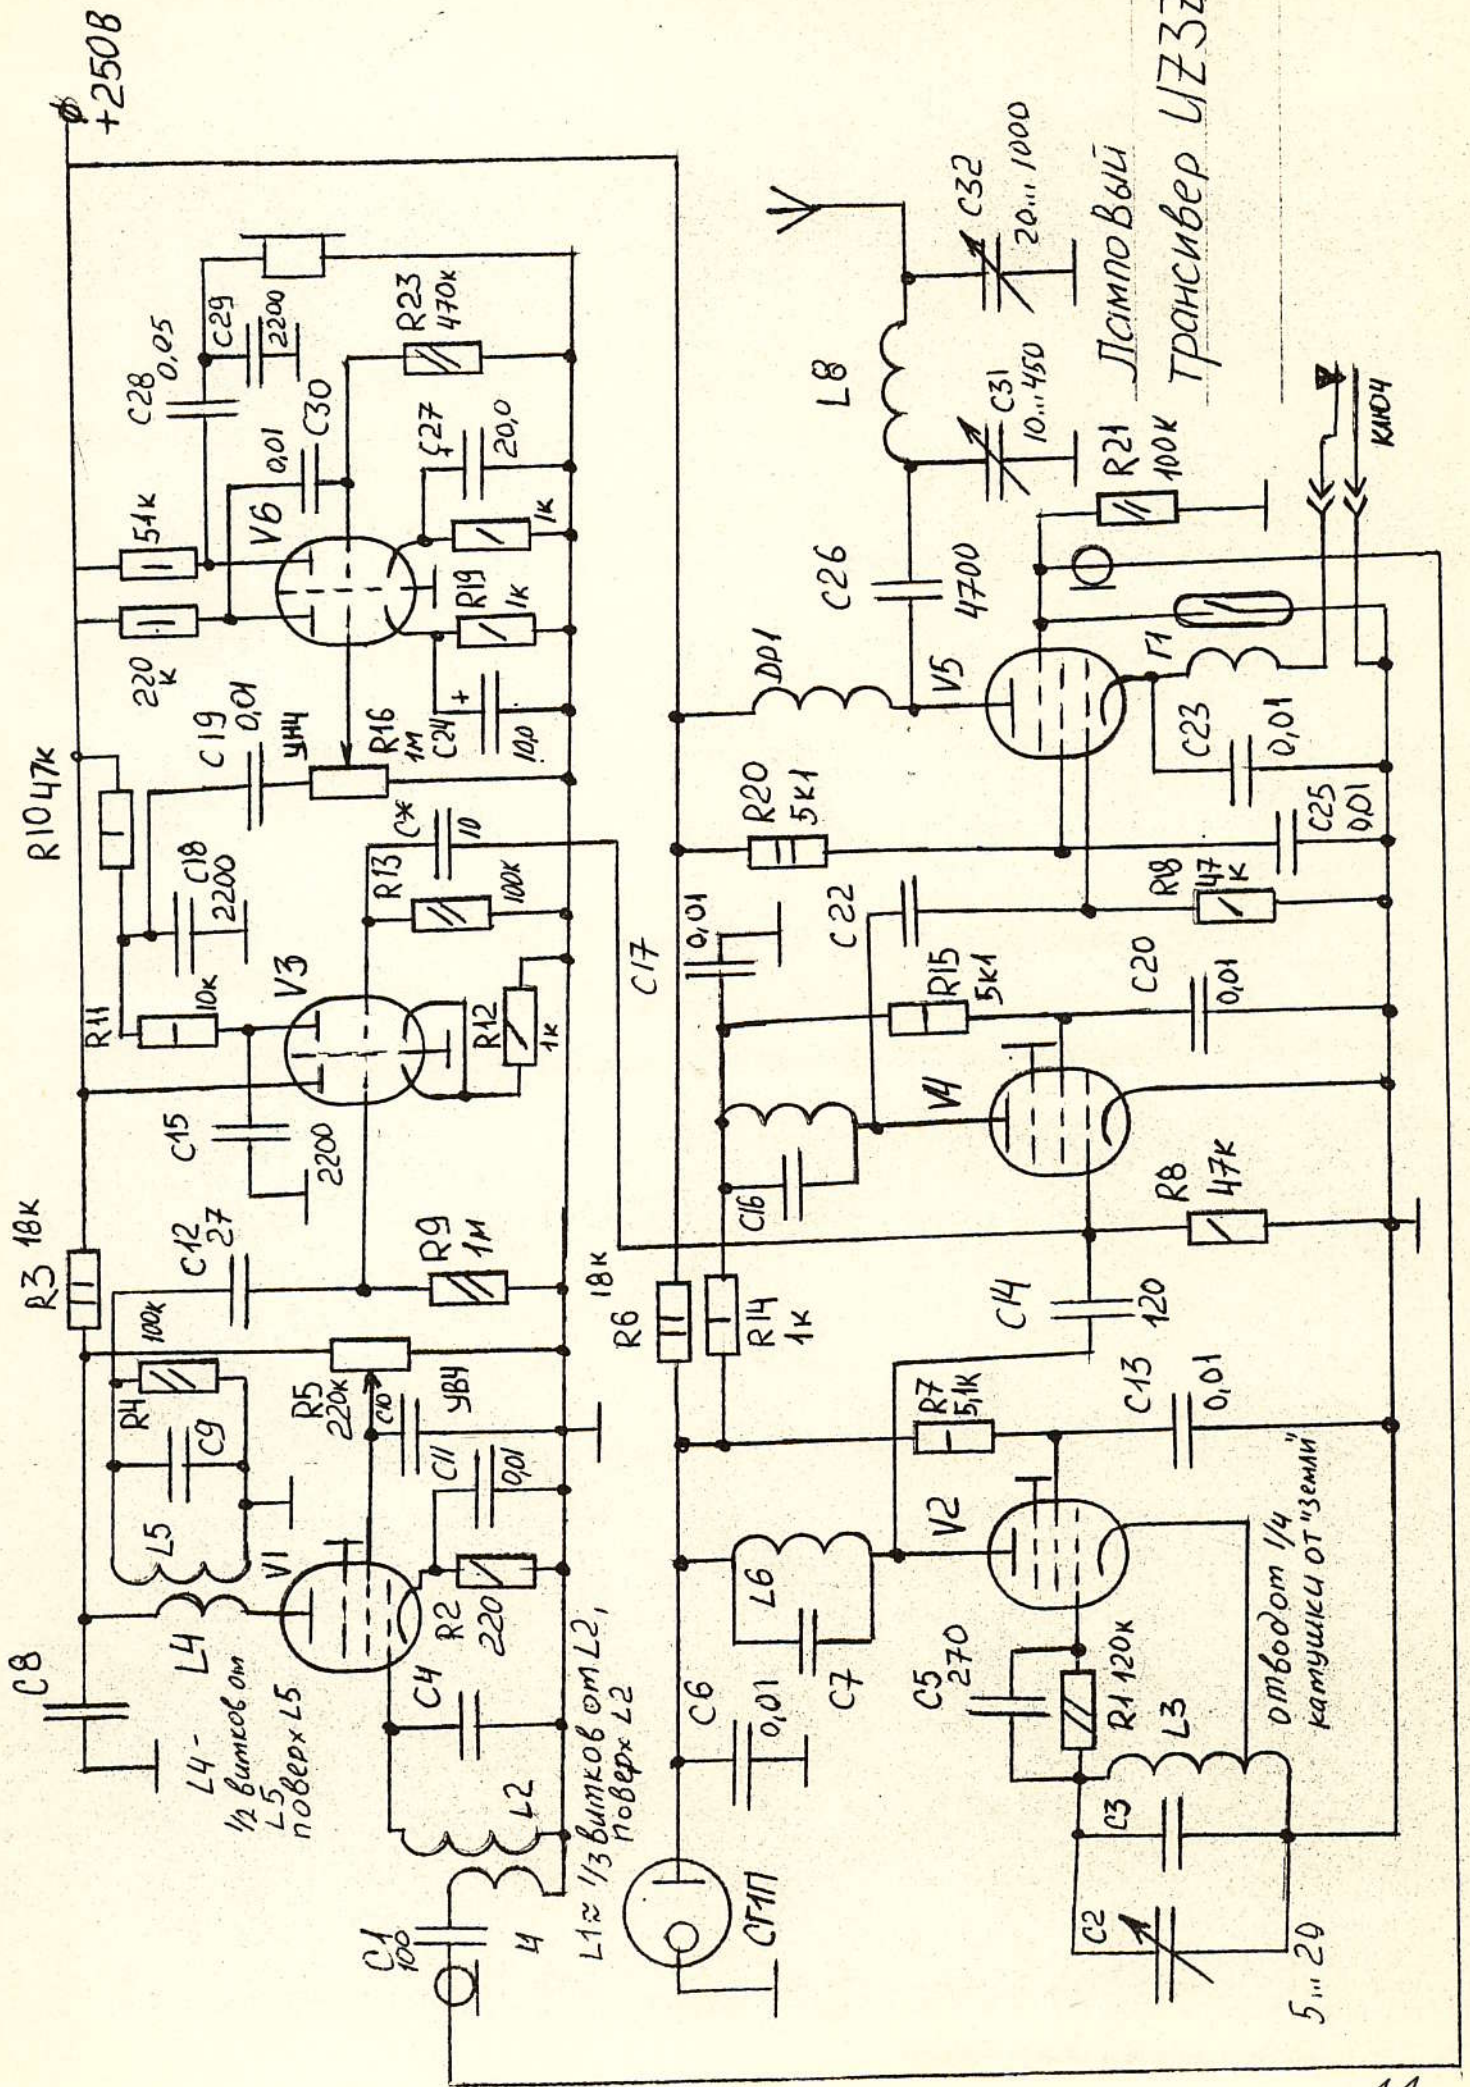 +250В
C8
L4 -
½ витков от
L5
поверх L5
L4
L5
R4
100к
C9
V1
R3 18к
C12
27
R5
220к
C10
УВЧ
C11
0,01
R2
220
C4
L2
C1
100
L1
L1≈ 1/3 витков от L2,
поверх L2
R9
1М
C15
2200
R11
10к
V3
R12
1к
R10 47к
C18
2200
C19
0,01
УНЧ
R16
1М
R13
100к
C*
10
C24
+
10,0
220
к
51к
V6
R19
1к
1к
0,01
C30
C27
20,0
C28
0,05
C29
2200
R23
470к
СГ1П
C6
0,01
L6
C7
R6
18к
R14
1к
C17
0,01
V2
C5
270
R1 120к
L3
C3
C2
5...29
отвод от 1/4
катушки от "земли"
R7
5,1к
C13
0,01
C14
120
R8
47К
C16
V4
R15
5к1
C20
0,01
C22
R18
47
К
R20
5к1
C25
0,01
DP1
V5
C23
0,01
Г1
C26
4700
R21
100к
L8
C31
10...450
C32
20...1000
ключ
Ламповый
трансивер